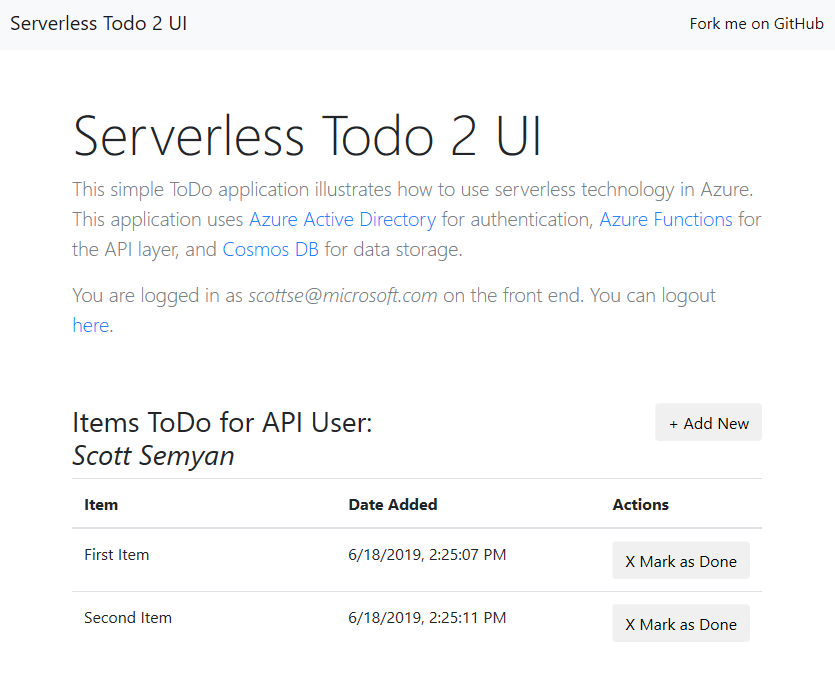 Serverless Todo 2 UI
Fork me on GitHub
Serverless Todo 2 UI
This simple ToDo application illustrates how to use serverless technology in Azure.
This application uses Azure Active Directory for authentication, Azure Functions for
the API layer, and Cosmos DB for data storage.
You are logged in as scottse@microsoft.com on the front end. You can logout
here.
Items ToDo for API User:
Scott Semyan
+ Add New
Item Date Added Actions
First Item 6/18/2019, 2:25:07 PM X Mark as Done
Second Item 6/18/2019, 2:25:11 PM X Mark as Done